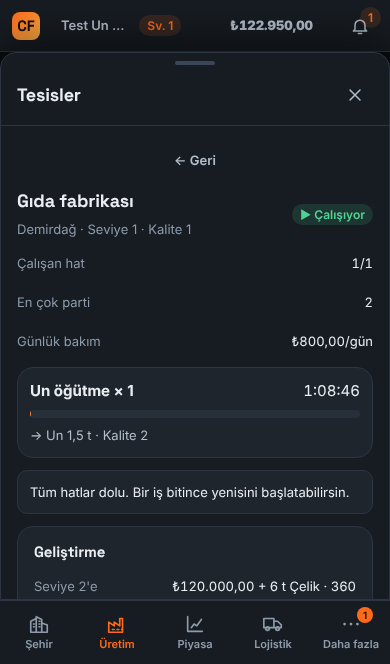 CF Test Un ... Sv. 1 ₺122.950,00 1
Tesisler
← Geri
Gıda fabrikası
▶ Çalışıyor
Demirdağ · Seviye 1 · Kalite 1
Çalışan hat 1/1
En çok parti 2
Günlük bakım ₺800,00/gün
Un öğütme × 1 1:08:46
→ Un 1,5 t · Kalite 2
Tüm hatlar dolu. Bir iş bitince yenisini başlatabilirsin.
Geliştirme
Seviye 2'e ₺120.000,00 + 6 t Çelik · 360
1
Şehir Üretim Piyasa Lojistik Daha fazla